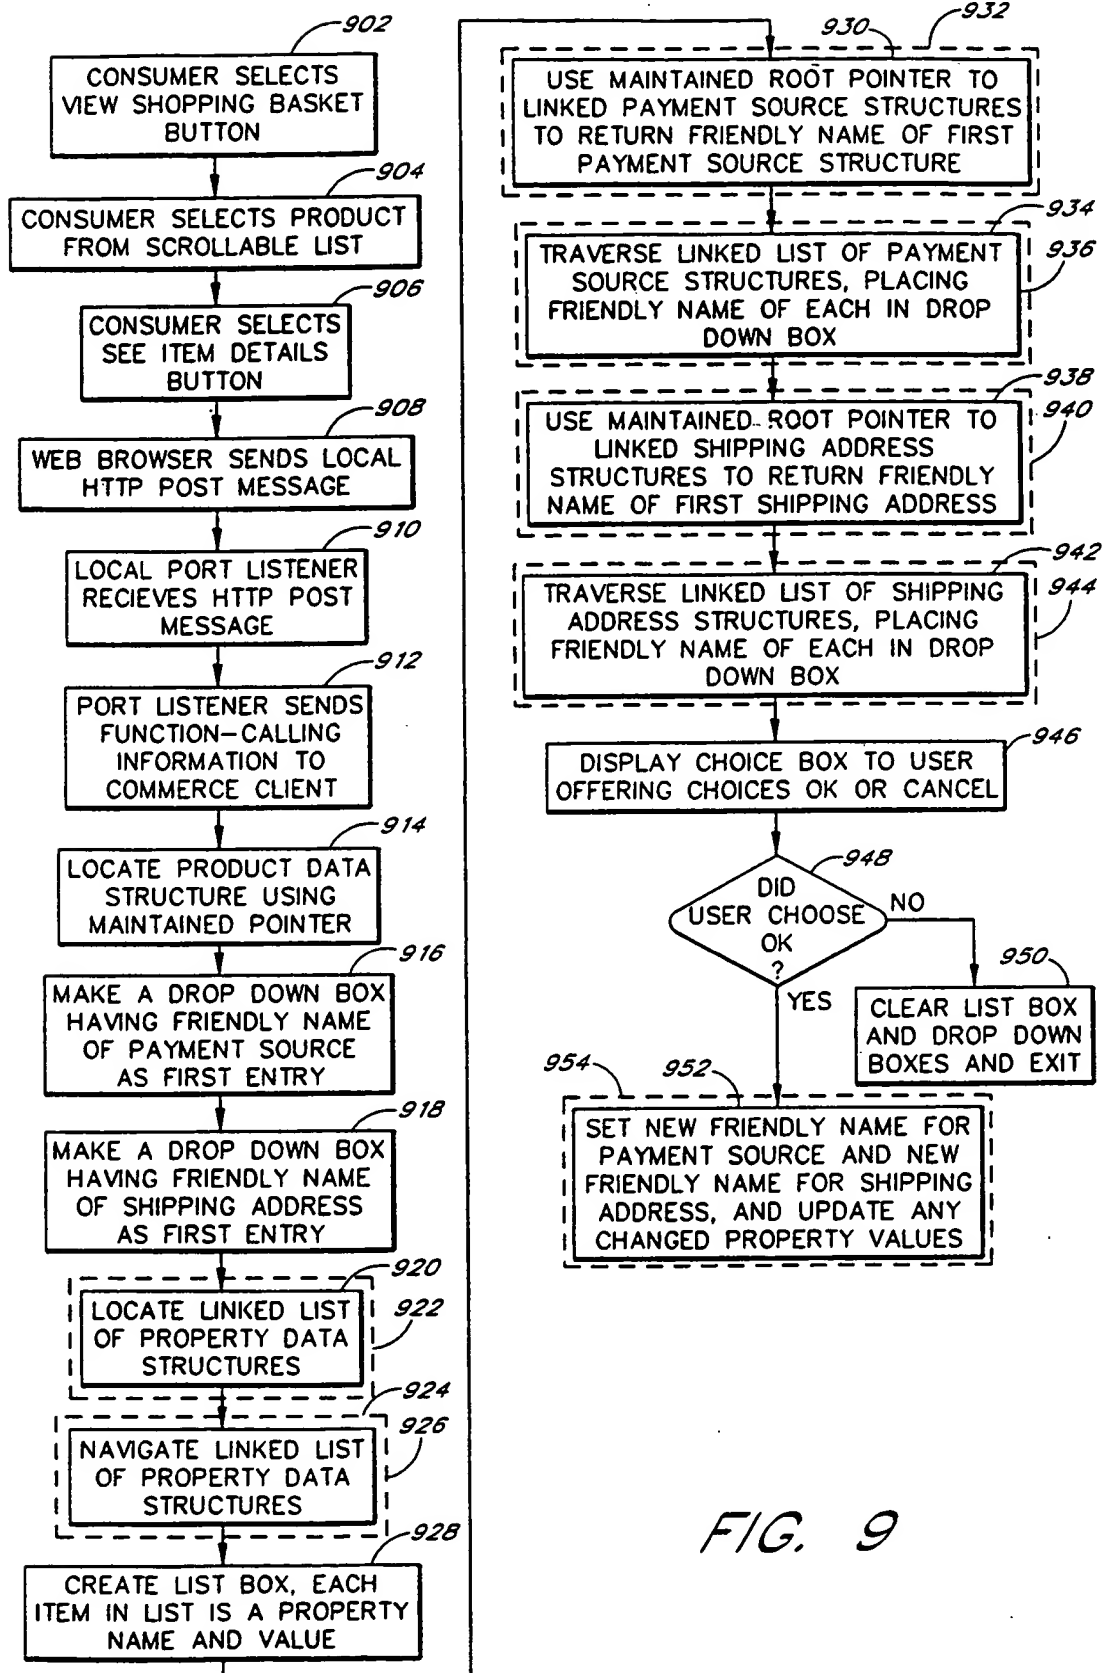 902
CONSUMER SELECTS
VIEW SHOPPING BASKET
BUTTON
904
CONSUMER SELECTS PRODUCT
FROM SCROLLABLE LIST
906
CONSUMER SELECTS
SEE ITEM DETAILS
BUTTON
908
WEB BROWSER SENDS LOCAL
HTTP POST MESSAGE
910
LOCAL PORT LISTENER
RECIEVES HTTP POST
MESSAGE
912
PORT LISTENER SENDS
FUNCTION-CALLING
INFORMATION TO
COMMERCE CLIENT
914
LOCATE PRODUCT DATA
STRUCTURE USING
MAINTAINED POINTER
916
MAKE A DROP DOWN BOX
HAVING FRIENDLY NAME
OF PAYMENT SOURCE
AS FIRST ENTRY
918
MAKE A DROP DOWN BOX
HAVING FRIENDLY NAME
OF SHIPPING ADDRESS
AS FIRST ENTRY
920
922
LOCATE LINKED LIST
OF PROPERTY DATA
STRUCTURES
924
926
NAVIGATE LINKED LIST
OF PROPERTY DATA
STRUCTURES
928
CREATE LIST BOX, EACH
ITEM IN LIST IS A PROPERTY
NAME AND VALUE
930
932
USE MAINTAINED ROOT POINTER TO
LINKED PAYMENT SOURCE STRUCTURES
TO RETURN FRIENDLY NAME OF FIRST
PAYMENT SOURCE STRUCTURE
934
936
TRAVERSE LINKED LIST OF PAYMENT
SOURCE STRUCTURES, PLACING
FRIENDLY NAME OF EACH IN DROP
DOWN BOX
938
940
USE MAINTAINED ROOT POINTER TO
LINKED SHIPPING ADDRESS
STRUCTURES TO RETURN FRIENDLY
NAME OF FIRST SHIPPING ADDRESS
942
944
TRAVERSE LINKED LIST OF SHIPPING
ADDRESS STRUCTURES, PLACING
FRIENDLY NAME OF EACH IN DROP
DOWN BOX
946
DISPLAY CHOICE BOX TO USER
OFFERING CHOICES OK OR CANCEL
948
DID
USER CHOOSE
OK
?
NO
YES
950
CLEAR LIST BOX
AND DROP DOWN
BOXES AND EXIT
954
952
SET NEW FRIENDLY NAME FOR
PAYMENT SOURCE AND NEW
FRIENDLY NAME FOR SHIPPING
ADDRESS, AND UPDATE ANY
CHANGED PROPERTY VALUES
FIG. 9